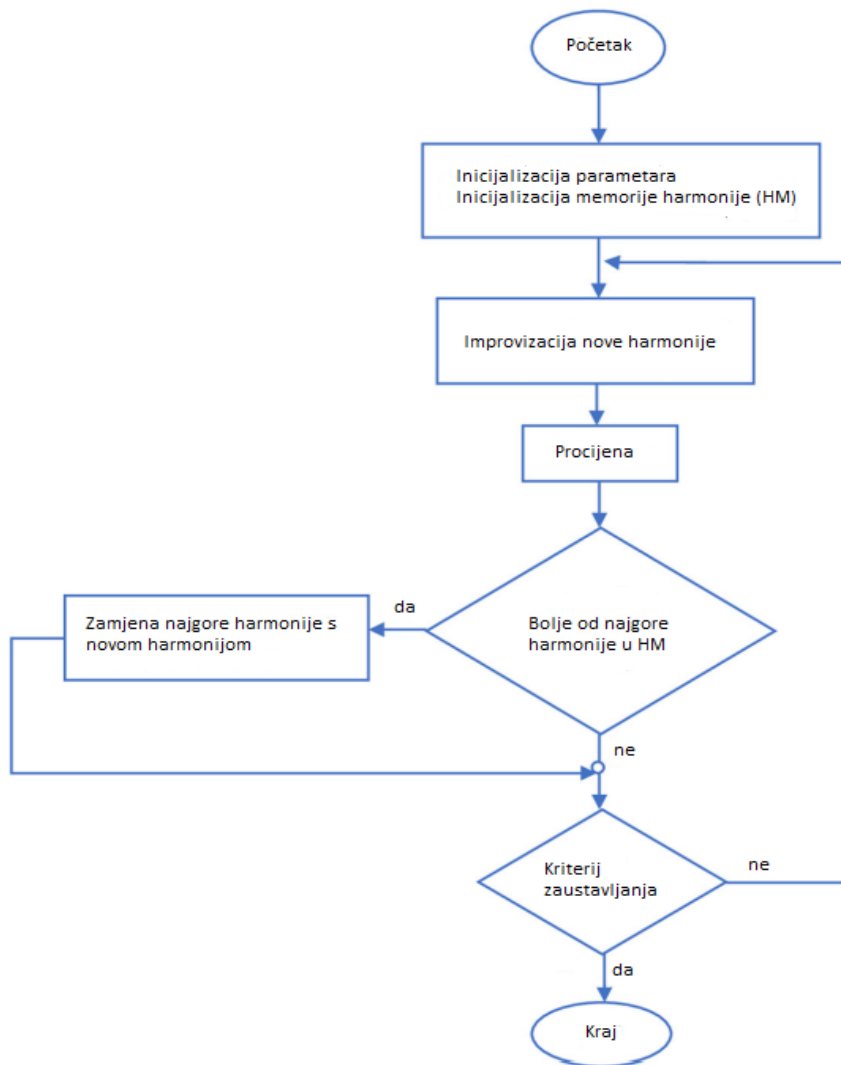 Početak
Inicijalizacija parametara
Inicijalizacija memorije harmonije (HM)
Improvizacija nove harmonije
Procijena
da
Zamjena najgore harmonije s
novom harmonijom
Bolje od najgore
harmonije u HM
ne
Kriterij
zaustavljanja
ne
da
Kraj